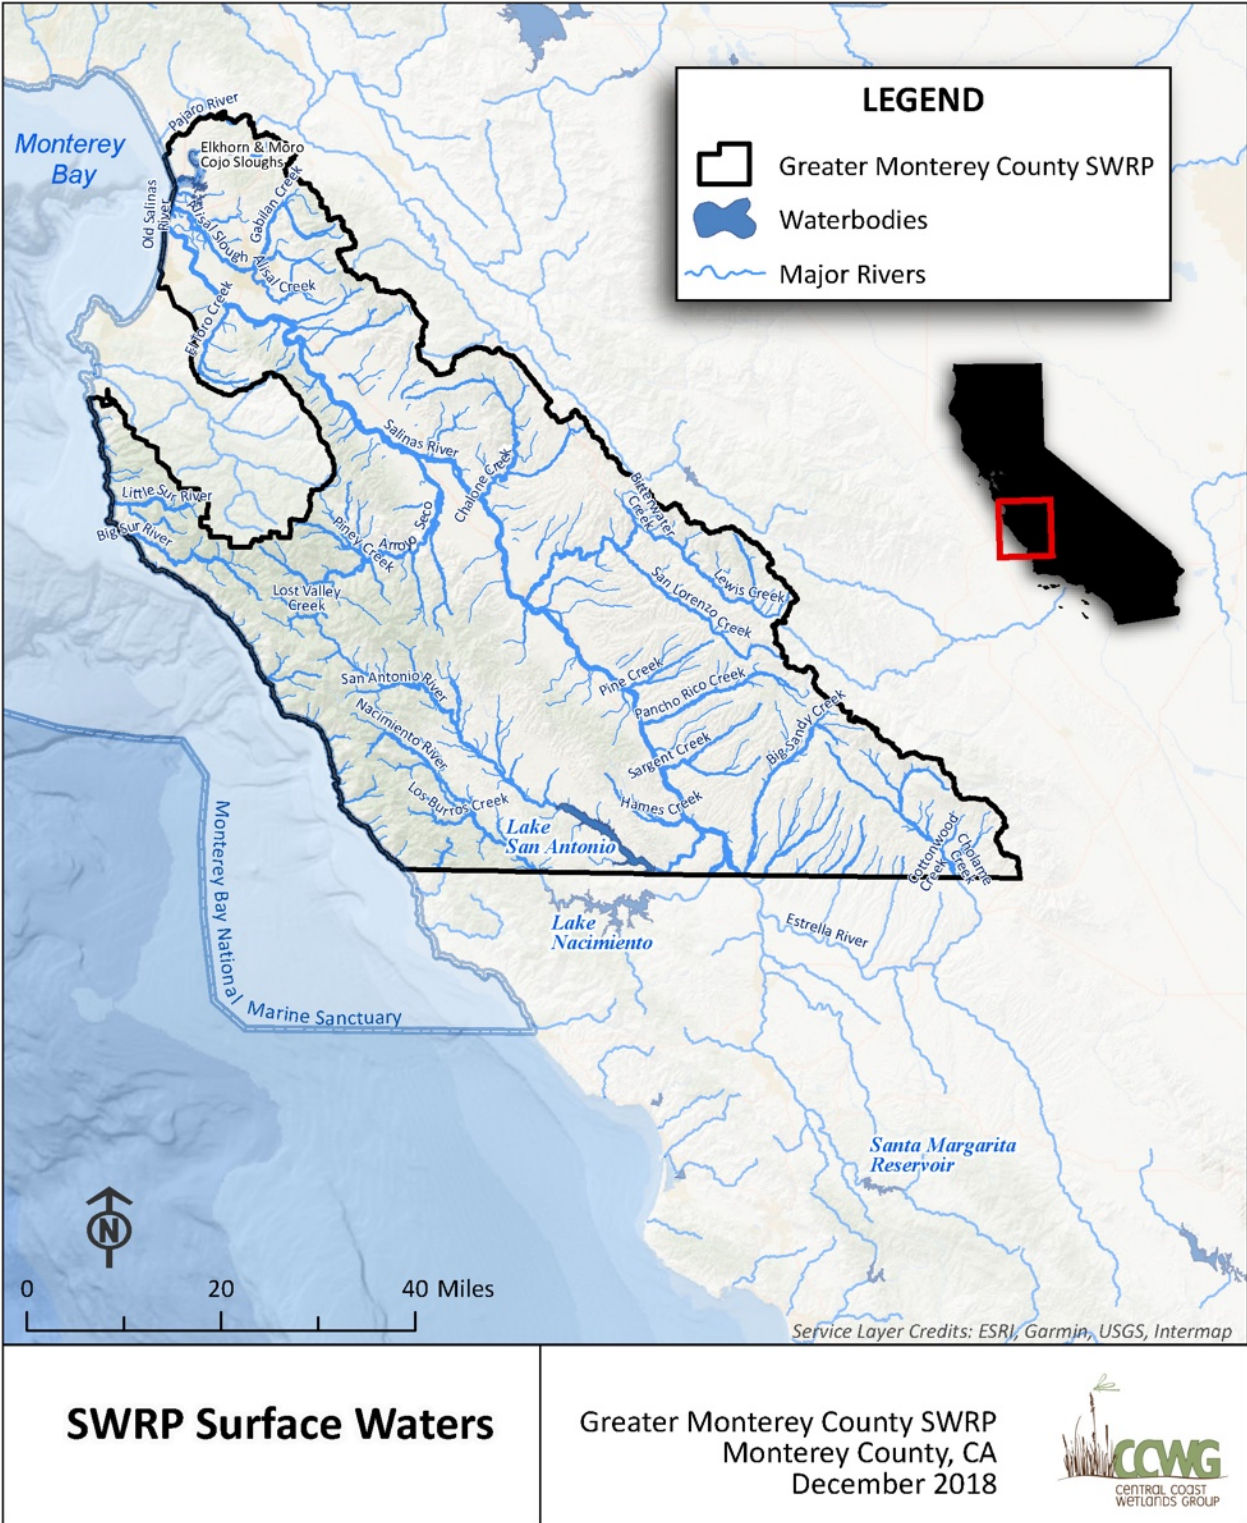 LEGEND
Greater Monterey County SWRP
Waterbodies
Major Rivers
Monterey
Bay
Pajaro River
Elkhorn & Moro
Cojo Sloughs
Old Salinas
River
Alisal Slough
Gabilan Creek
Alisal Creek
El Toro Creek
Salinas River
Chalone Creek
Little Sur River
Big Sur River
Piney Creek
Arroyo Seco
Lost Valley
Creek
Bitterwater
Creek
Lewis Creek
San Lorenzo Creek
San Antonio River
Nacimiento River
Pine Creek
Pancho Rico Creek
Sargent Creek
Big Sandy Creek
Hames Creek
Los Burros Creek
Lake
San Antonio
Cottonwood
Creek
Cholame
Creek
Lake
Nacimiento
Estrella River
Monterey Bay National
Marine Sanctuary
Santa Margarita
Reservoir
N
0 20 40 Miles
Service Layer Credits: ESRI, Garmin, USGS, Intermap
SWRP Surface Waters
Greater Monterey County SWRP
Monterey County, CA
December 2018
CCWG
CENTRAL COAST
WETLANDS GROUP